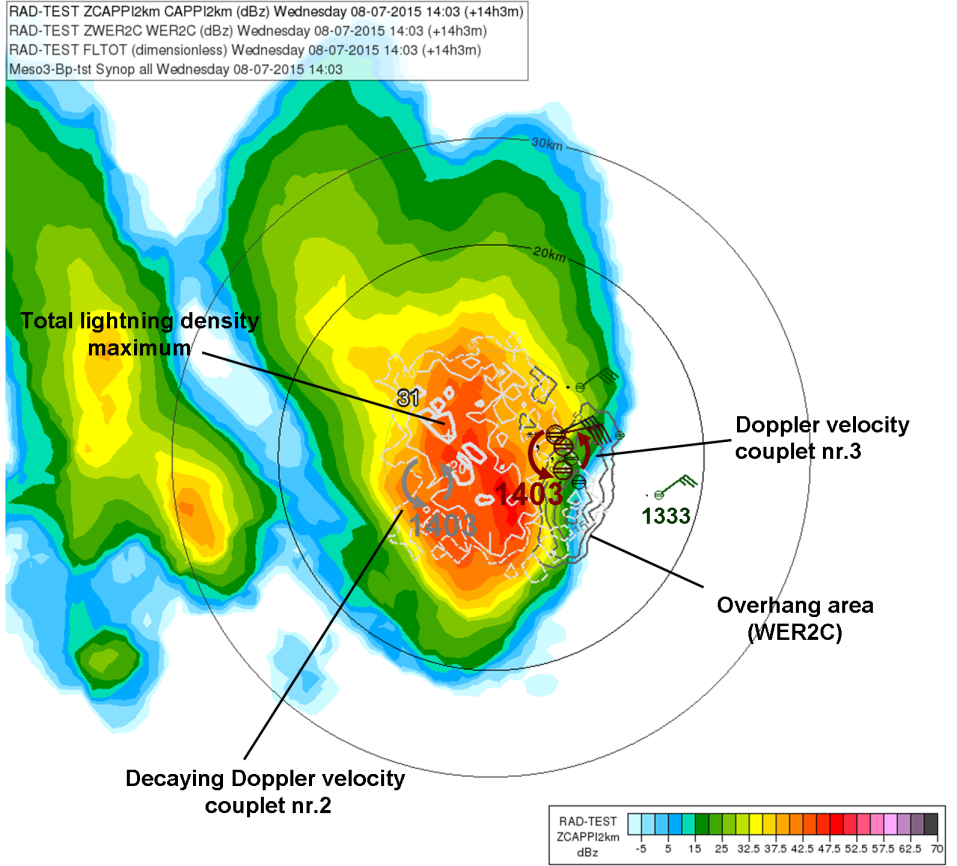 RAD-TEST ZCAPPI2km CAPPI2km (dBz) Wednesday 08-07-2015 14:03 (+14h3m)
RAD-TEST ZWER2C WER2C (dBz) Wednesday 08-07-2015 14:03 (+14h3m)
RAD-TEST FLTOT (dimensionless) Wednesday 08-07-2015 14:03 (+14h3m)
Meso3-Bp-tst Synop all Wednesday 08-07-2015 14:03
30km
20km
Total lightning density
maximum
31
Doppler velocity
couplet nr.3
1403
1403
1333
Overhang area
(WER2C)
Decaying Doppler velocity
couplet nr.2
RAD-TEST
ZCAPPI2km
dBz
-5 5 15 25 32.5 37.5 42.5 47.5 52.5 57.5 62.5 70